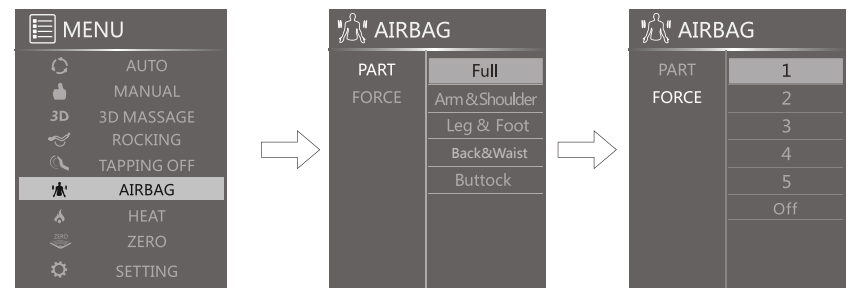 MENU
AUTO
MANUAL
3D 3D MASSAGE
ROCKING
TAPPING OFF
AIRBAG
HEAT
ZERO ZERO
SETTING
AIRBAG
PART
FORCE
Full
Arm &Shoulder
Leg & Foot
Back&Waist
Buttock
AIRBAG
PART
FORCE
1
2
3
4
5
Off